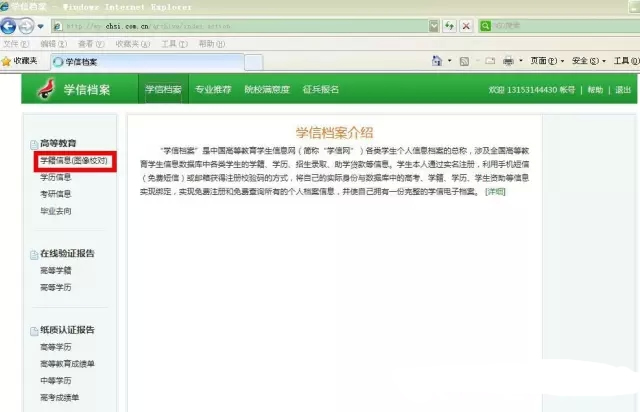 学信档案 - Windows Internet Explorer
http://my.chsi.com.cn/archive/index.action
文件(F) 编辑(E) 查看(V) 收藏夹(A) 工具(T) 帮助(H)
收藏夹 学信档案 页面(P) 安全(S) 工具(O)
学信档案 学信档案 专业推荐 院校满意度 征兵报名 欢迎 13153144430 帐号 | 帮助 | 退出
高等教育
学籍信息(图像校对)
学历信息
考研信息
毕业去向
在线验证报告
高等学籍
高等学历
纸质认证报告
高等学历
高等教育成绩单
中等学历
高考成绩单
学信档案介绍
“学信档案”是中国高等教育学生信息网（简称“学信网”）各类学生个人信息档案的总称，涉及全国高等教
育学生信息数据库中各类学生的学籍、学历、招生录取、助学贷款等信息。学生本人通过实名注册，利用手机短信
（免费短信）或邮箱获得注册校验码的方式，将自己的实际身份与数据库中的高考、学籍、学历、学生资助等信息
实现绑定，实现免费注册和免费查询所有的个人档案信息，并使自己拥有一份完整的学信电子档案。 [详细]